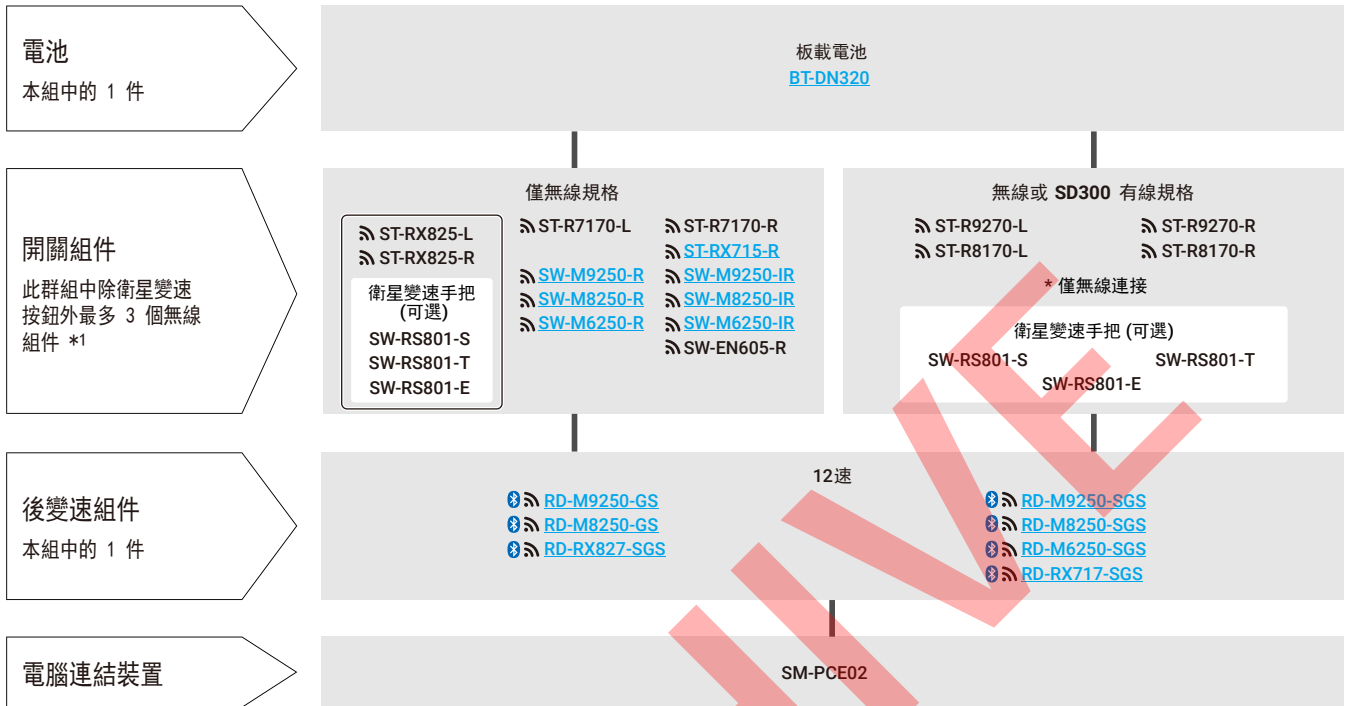 電池
本組中的 1 件
板載電池
BT-DN320
開關組件
此群組中除衛星變速
按鈕外最多 3 個無線
組件 *1
僅無線規格
ST-RX825-L
ST-RX825-R
衛星變速手把
(可選)
SW-RS801-S
SW-RS801-T
SW-RS801-E
ST-R7170-L
SW-M9250-R
SW-M8250-R
SW-M6250-R
ST-R7170-R
ST-RX715-R
SW-M9250-IR
SW-M8250-IR
SW-M6250-IR
SW-EN605-R
無線或 SD300 有線規格
ST-R9270-L ST-R9270-R
ST-R8170-L ST-R8170-R
* 僅無線連接
衛星變速手把 (可選)
SW-RS801-S SW-RS801-T
SW-RS801-E
後變速組件
本組中的 1 件
12速
RD-M9250-GS
RD-M8250-GS
RD-RX827-SGS
RD-M9250-SGS
RD-M8250-SGS
RD-M6250-SGS
RD-RX717-SGS
電腦連結裝置
SM-PCE02